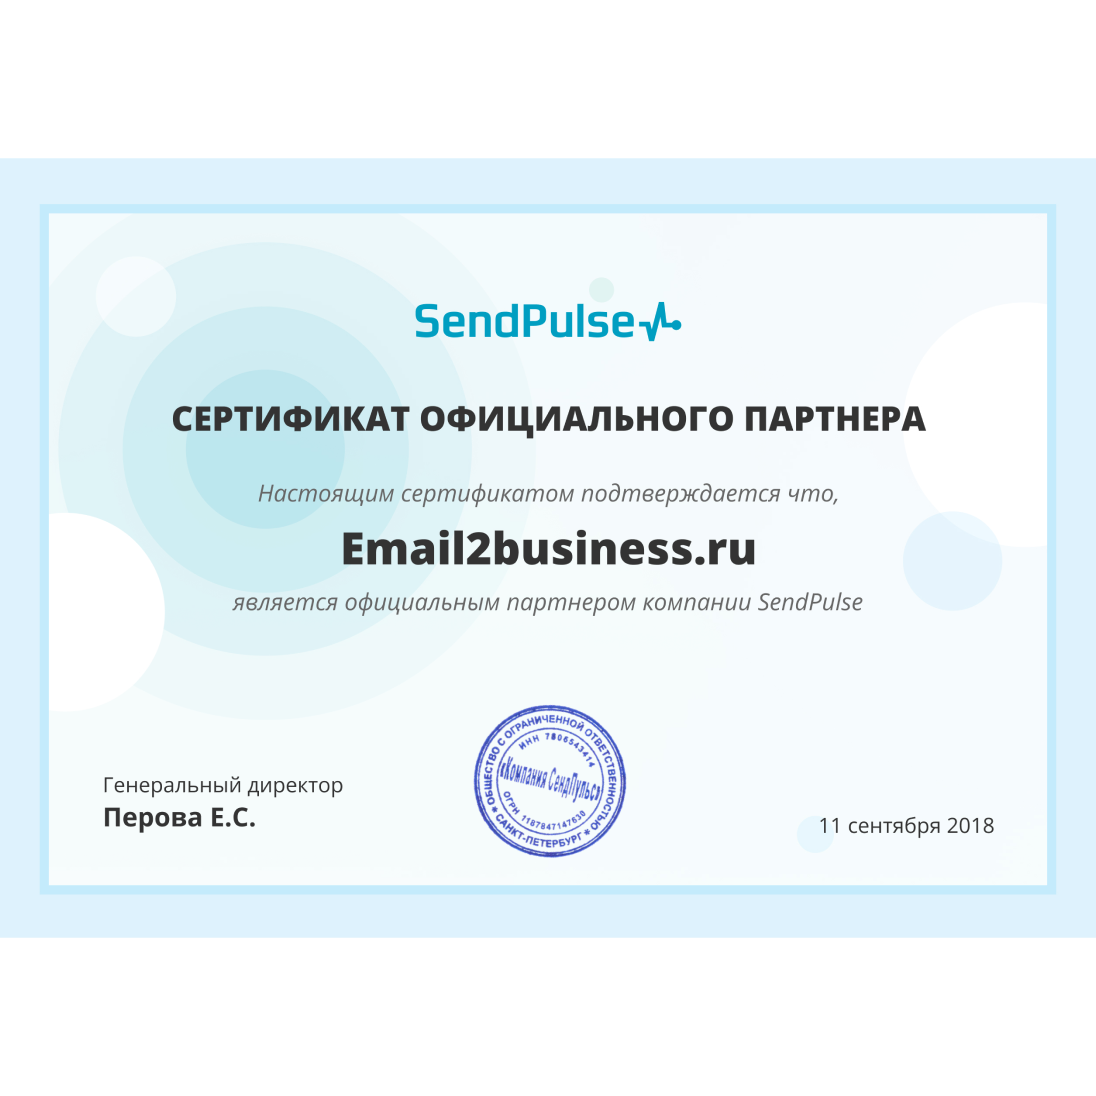 SendPulse
СЕРТИФИКАТ ОФИЦИАЛЬНОГО ПАРТНЕРА
Настоящим сертификатом подтверждается что,
Email2business.ru
является официальным партнером компании SendPulse
ОБЩЕСТВО С ОГРАНИЧЕННОЙ ОТВЕТСТВЕННОСТЬЮ
ИНН 7806543414
«Компания СендПульс»
ОГРН 1187847147630
* САНКТ-ПЕТЕРБУРГ *
Генеральный директор
Перова Е.С.
11 сентября 2018